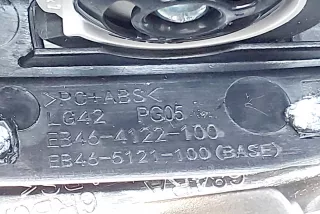 >PC+ABS<
LG42 PG05
EB46-4122-100
EB46-5121-100 (BASE)